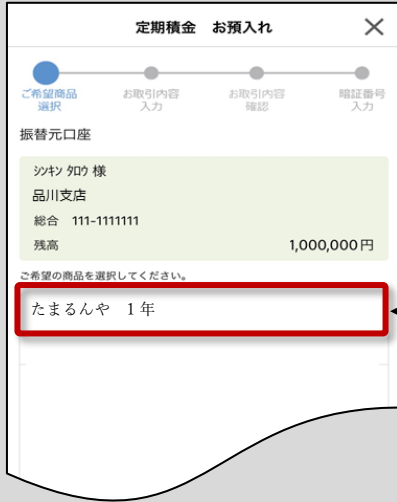 定期積金 お預入れ
ご希望商品
選択
お取引内容
入力
お取引内容
確認
暗証番号
入力
振替元口座
シンキン タロウ 様
品川支店
総合 111-1111111
残高 1,000,000円
ご希望の商品を選択してください。
たまるんや 1年